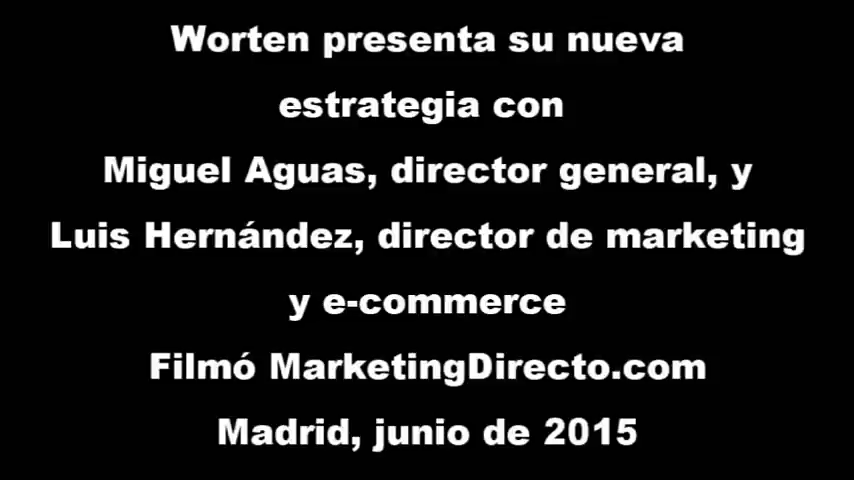 Worten presenta su nueva
estrategia con
Miguel Aguas, director general, y
Luis Hernández, director de marketing
y e-commerce
Filmó MarketingDirecto.com
Madrid, junio de 2015